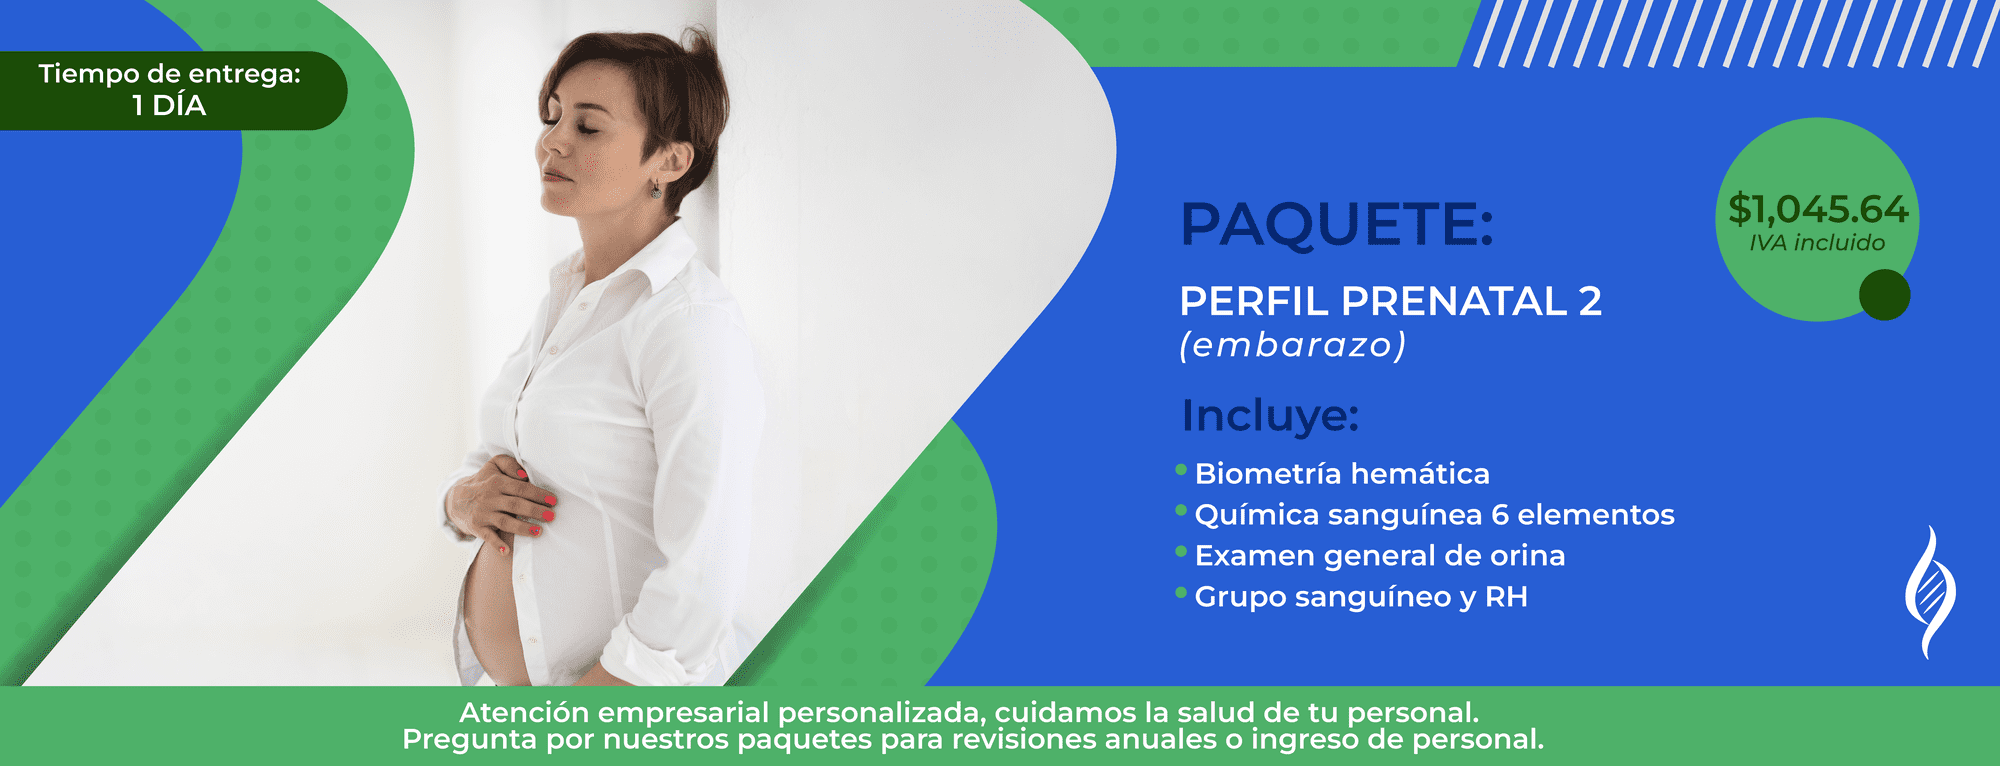 Tiempo de entrega:
1 DÍA
PAQUETE:
$1,045.64
IVA incluido
PERFIL PRENATAL 2
(embarazo)
Incluye:
• Biometría hemática
• Química sanguínea 6 elementos
• Examen general de orina
• Grupo sanguíneo y RH
Atención empresarial personalizada, cuidamos la salud de tu personal.
Pregunta por nuestros paquetes para revisiones anuales o ingreso de personal.